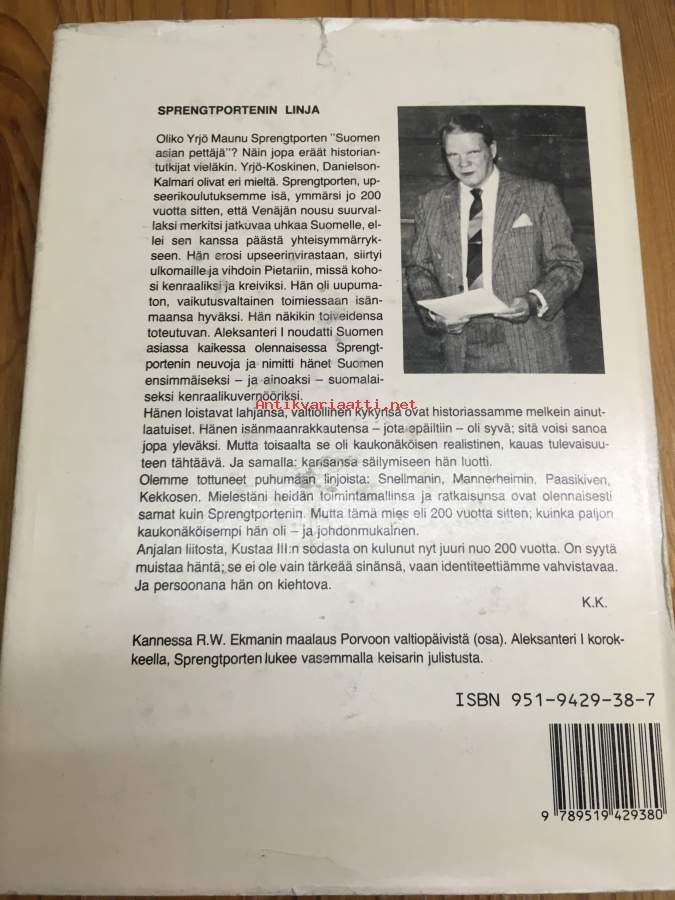 SPRENGTPORTENIN LINJA
Oliko Yrjö Maunu Sprengtporten "Suomen
asian pettäjä"? Näin jopa eräät historian-
tutkijat vieläkin. Yrjö-Koskinen, Danielson-
Kalmari olivat eri mieltä. Sprengtporten, up-
seerikoulutuksemme isä, ymmärsi jo 200
vuotta sitten, että Venäjän nousu suurval-
laksi merkitsi jatkuvaa uhkaa Suomelle, el-
lei sen kanssa päästä yhteisymmärryk-
seen. Hän erosi upseerinvirastaan, siirtyi
ulkomaille ja vihdoin Pietariin, missä koho-
si kenraaliksi ja kreiviksi. Hän oli uupuma-
ton, vaikutusvaltainen toimiessaan isän-
maansa hyväksi. Hän näkikin toiveidensa
toteutuvan. Aleksanteri I noudatti Suomen
asiassa kaikessa olennaisessa Sprengt-
portenin neuvoja ja nimitti hänet Suomen
ensimmäiseksi – ja ainoaksi – suomalai-
seksi kenraalikuvernööriksi.
Antikvariaatti.net
Hänen loistavat lahjansa, valtiollinen kykynsä ovat historiassamme melkein ainut-
laatuiset. Hänen isänmaanrakkautensa – jota epäiltiin – oli syvä; sitä voisi sanoa
jopa yleväksi. Mutta toisaalta se oli kaukonäköisen realistinen, kauas tulevaisuu-
teen tähtäävä. Ja samalla: kansansa säilymiseen hän luotti.
Olemme tottuneet puhumaan linjoista: Snellmanin, Mannerheimin, Paasikiven,
Kekkosen. Mielestäni heidän toimintamallinsa ja ratkaisunsa ovat olennaisesti
samat kuin Sprengtportenin. Mutta tämä mies eli 200 vuotta sitten; kuinka paljon
kaukonäköisempi hän oli – ja johdonmukainen.
Anjalan liitosta, Kustaa III:n sodasta on kulunut nyt juuri nuo 200 vuotta. On syytä
muistaa häntä; se ei ole vain tärkeää sinänsä, vaan identiteettiämme vahvistavaa.
Ja persoonana hän on kiehtova.
K.K.
Kannessa R.W. Ekmanin maalaus Porvoon valtiopäivistä (osa). Aleksanteri I korok-
keella, Sprengtporten lukee vasemmalla keisarin julistusta.
ISBN 951-9429-38-7
9 789519 429380